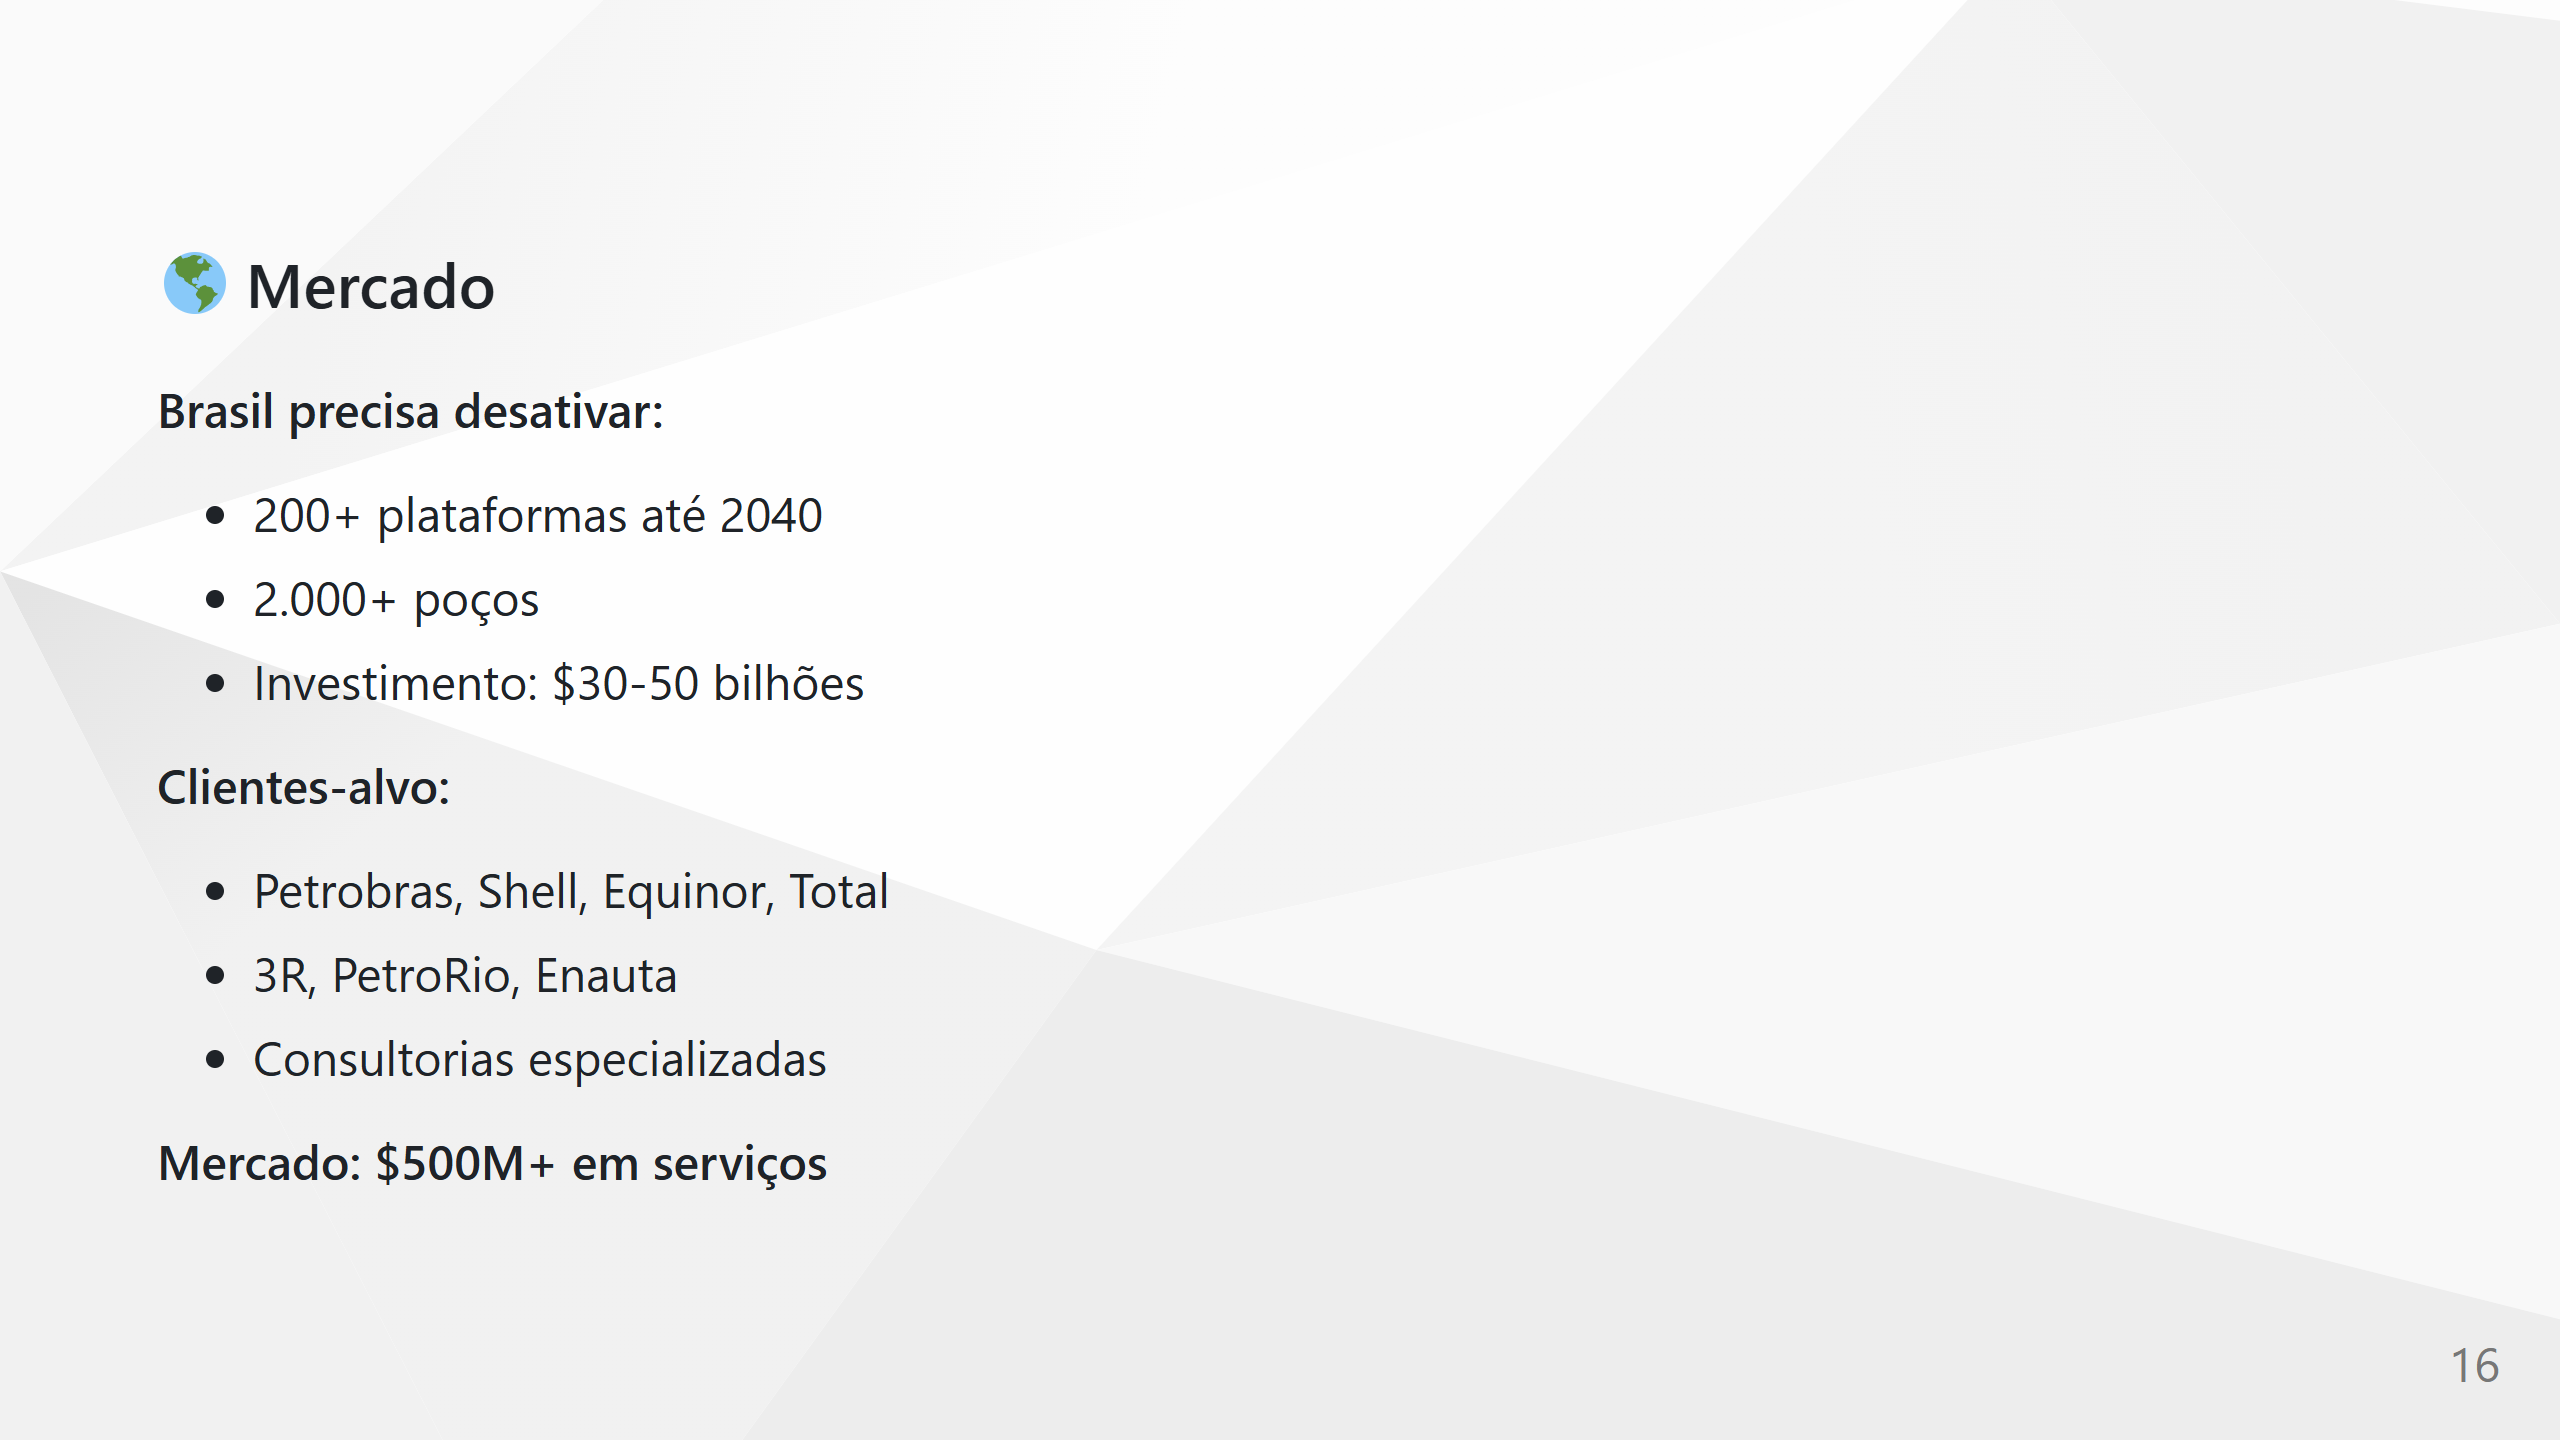 🌎 Mercado
Brasil precisa desativar:
• 200+ plataformas até 2040
• 2.000+ poços
• Investimento: $30-50 bilhões
Clientes-alvo:
• Petrobras, Shell, Equinor, Total
• 3R, PetroRio, Enauta
• Consultorias especializadas
Mercado: $500M+ em serviços
16